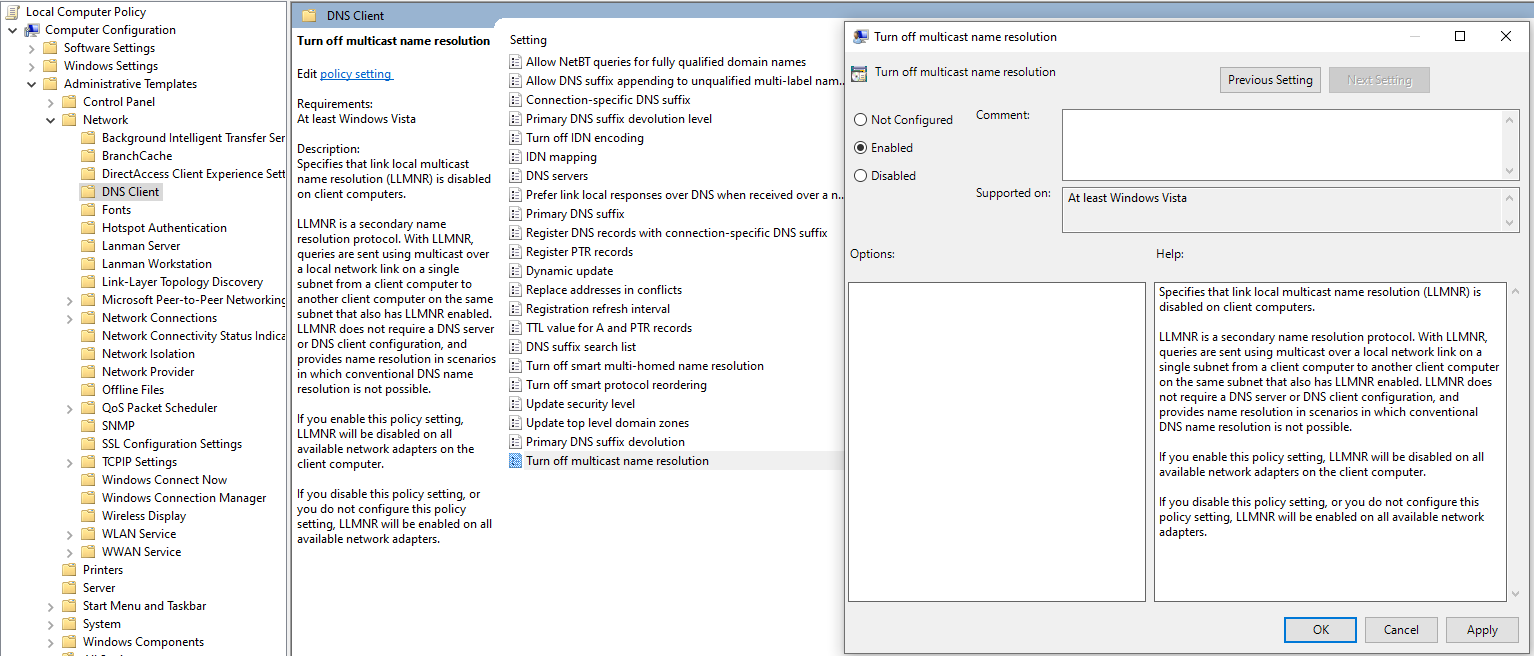 Local Computer Policy
Computer Configuration
Software Settings
Windows Settings
Administrative Templates
Control Panel
Network
Background Intelligent Transfer Ser
BranchCache
DirectAccess Client Experience Sett
DNS Client
Fonts
Hotspot Authentication
Lanman Server
Lanman Workstation
Link-Layer Topology Discovery
Microsoft Peer-to-Peer Networking
Network Connections
Network Connectivity Status Indica
Network Isolation
Network Provider
Offline Files
QoS Packet Scheduler
SNMP
SSL Configuration Settings
TCPIP Settings
Windows Connect Now
Windows Connection Manager
Wireless Display
WLAN Service
WWAN Service
Printers
Server
Start Menu and Taskbar
System
Windows Components
DNS Client
Turn off multicast name resolution
Edit policy setting
Requirements:
At least Windows Vista
Description:
Specifies that link local multicast
name resolution (LLMNR) is disabled
on client computers.
LLMNR is a secondary name
resolution protocol. With LLMNR,
queries are sent using multicast over
a local network link on a single
subnet from a client computer to
another client computer on the same
subnet that also has LLMNR enabled.
LLMNR does not require a DNS server
or DNS client configuration, and
provides name resolution in scenarios
in which conventional DNS name
resolution is not possible.
If you enable this policy setting,
LLMNR will be disabled on all
available network adapters on the
client computer.
If you disable this policy setting, or
you do not configure this policy
setting, LLMNR will be enabled on all
available network adapters.
Setting
Allow NetBT queries for fully qualified domain names
Allow DNS suffix appending to unqualified multi-label nam...
Connection-specific DNS suffix
Primary DNS suffix devolution level
Turn off IDN encoding
IDN mapping
DNS servers
Prefer link local responses over DNS when received over a n...
Primary DNS suffix
Register DNS records with connection-specific DNS suffix
Register PTR records
Dynamic update
Replace addresses in conflicts
Registration refresh interval
TTL value for A and PTR records
DNS suffix search list
Turn off smart multi-homed name resolution
Turn off smart protocol reordering
Update security level
Update top level domain zones
Primary DNS suffix devolution
Turn off multicast name resolution
Turn off multicast name resolution
Turn off multicast name resolution
Previous Setting
Next Setting
Not Configured
Enabled
Disabled
Comment:
Supported on:
At least Windows Vista
Options:
Help:
Specifies that link local multicast name resolution (LLMNR) is
disabled on client computers.
LLMNR is a secondary name resolution protocol. With LLMNR,
queries are sent using multicast over a local network link on a
single subnet from a client computer to another client computer
on the same subnet that also has LLMNR enabled. LLMNR does
not require a DNS server or DNS client configuration, and
provides name resolution in scenarios in which conventional
DNS name resolution is not possible.
If you enable this policy setting, LLMNR will be disabled on all
available network adapters on the client computer.
If you disable this policy setting, or you do not configure this
policy setting, LLMNR will be enabled on all available network
adapters.
OK
Cancel
Apply